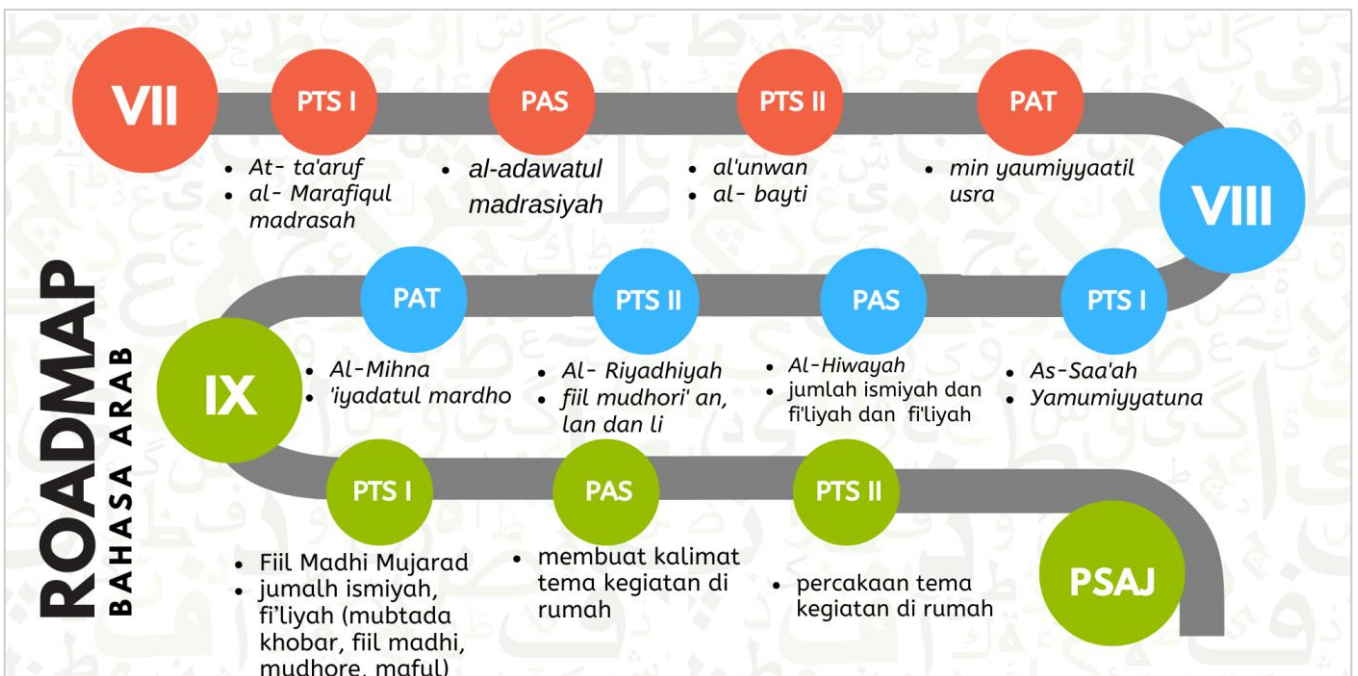 ROADMAP
BAHASA ARAB
VII
PTS I
• At- ta'aruf
• al- Marafiqul
madrasah
PAS
• al-adawatul
madrasiyah
PTS II
• al'unwan
• al- bayti
PAT
• min yaumiyyaatil
usra
VIII
PTS I
• As-Saa'ah
• Yamumiyyatuna
PAS
• Al-Hiwayah
• jumlah ismiyah dan
fi'liyah dan fi'liyah
PTS II
• Al- Riyadhiyah
• fiil mudhori' an,
lan dan li
PAT
• Al-Mihna
• 'iyadatul mardho
IX
PTS I
• Fiil Madhi Mujarad
• jumalh ismiyah,
fi’liyah (mubtada
khobar, fiil madhi,
mudhore, maful)
PAS
• membuat kalimat
tema kegiatan di
rumah
PTS II
• percakaan tema
kegiatan di rumah
PSAJ